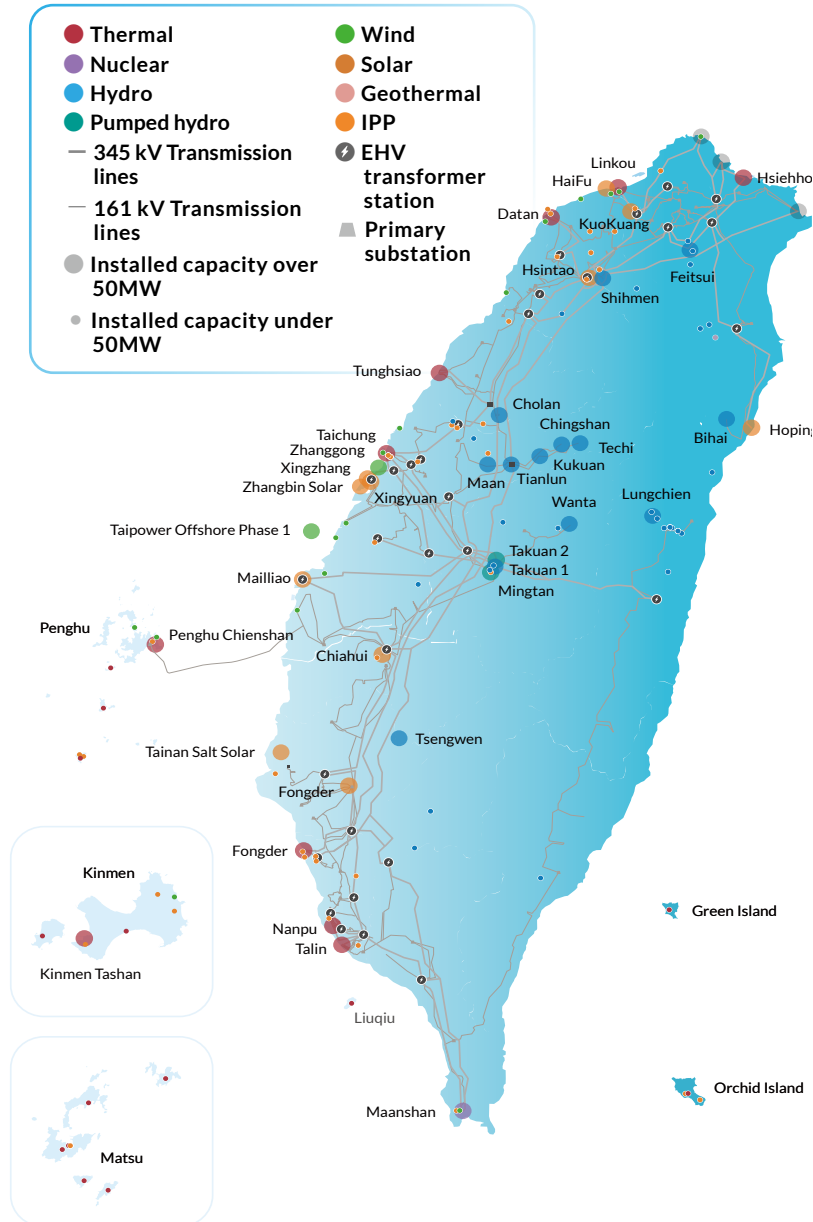 Thermal
Nuclear
Hydro
Pumped hydro
345 kV Transmission
lines
161 kV Transmission
lines
Installed capacity over
50MW
Installed capacity under
50MW
Wind
Solar
Geothermal
IPP
EHV
transformer
station
Primary
substation
Linkou
HaiFu
Hsiehho
Datan
KuoKuang
Hsintao
Feitsui
Shihmen
Tunghsiao
Cholan
Chingshan
Bihai
Hoping
Taichung
Techi
Zhanggong
Kukuan
Xingzhang
Maan
Tianlun
Zhangbin Solar
Xingyuan
Wanta
Lungchien
Taipower Offshore Phase 1
Takuan 2
Takuan 1
Mailliao
Mingtan
Penghu
Penghu Chienshan
Chiahui
Tsengwen
Tainan Salt Solar
Fongder
Fongder
Kinmen
Green Island
Nanpu
Talin
Kinmen Tashan
Liuqiu
Orchid Island
Maanshan
Matsu